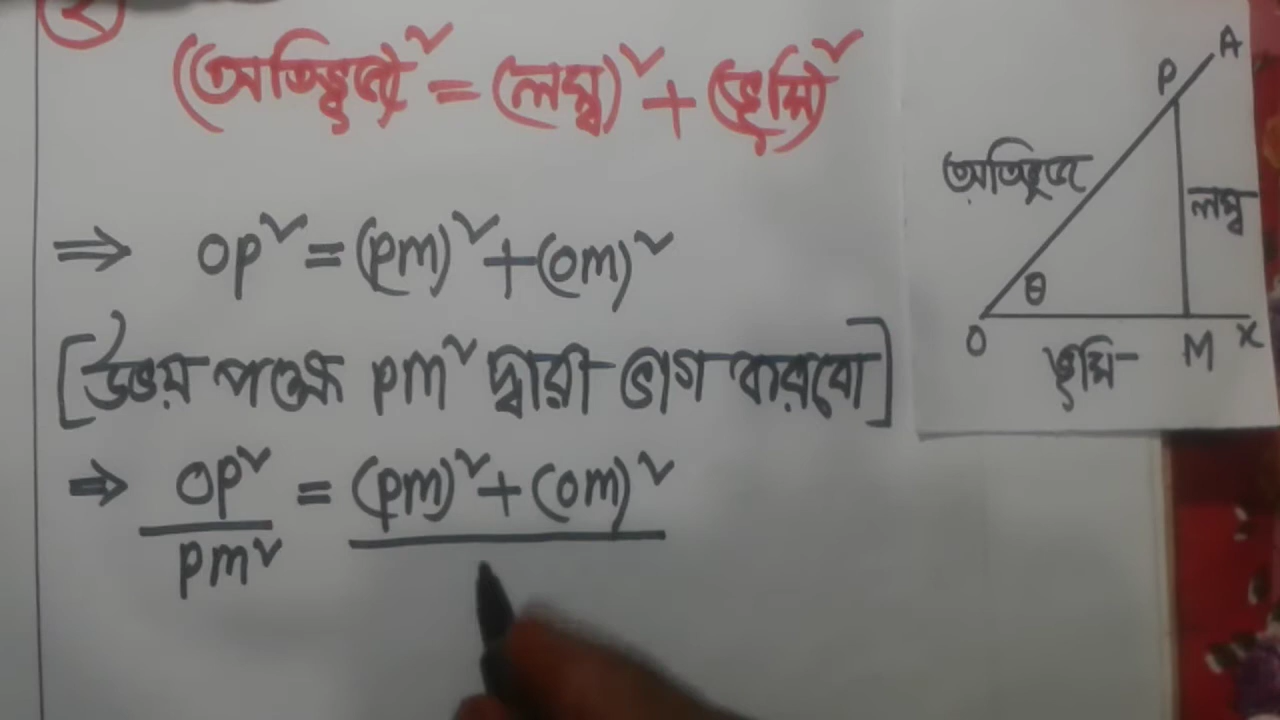 ২
(অতিভুজ)² = (লম্ব)² + (ভূমি)²
⇒ OP² = (PM)² + (OM)²
[উভয় পক্ষে PM² দ্বারা ভাগ করবো]
⇒ OP² = (PM)² + (OM)²
PM²
A
P
অতিভূজ
লম্ব
θ
O
M
X
ভূমি